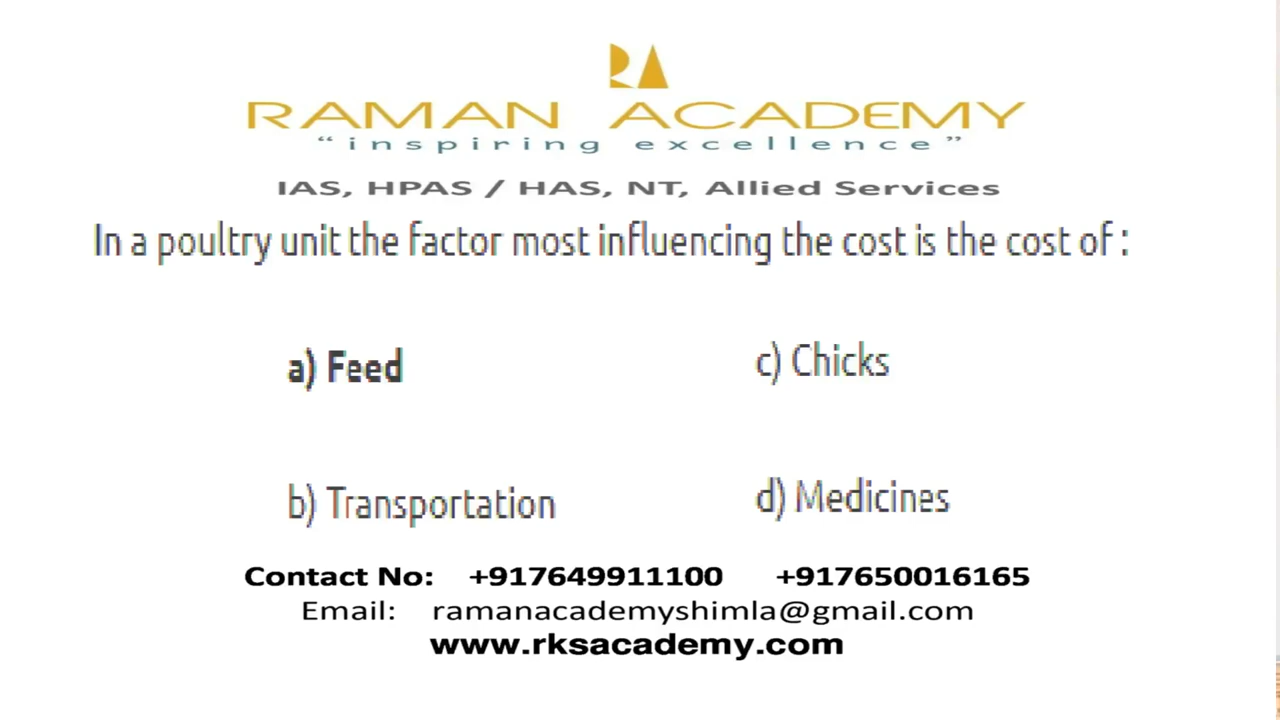 RA
RAMAN ACADEMY
“inspiring excellence”
IAS, HPAS / HAS, NT, Allied Services
In a poultry unit the factor most influencing the cost is the cost of :
a) Feed
c) Chicks
b) Transportation
d) Medicines
Contact No: +917649911100 +917650016165
Email: ramanacademyshimla@gmail.com
www.rksacademy.com